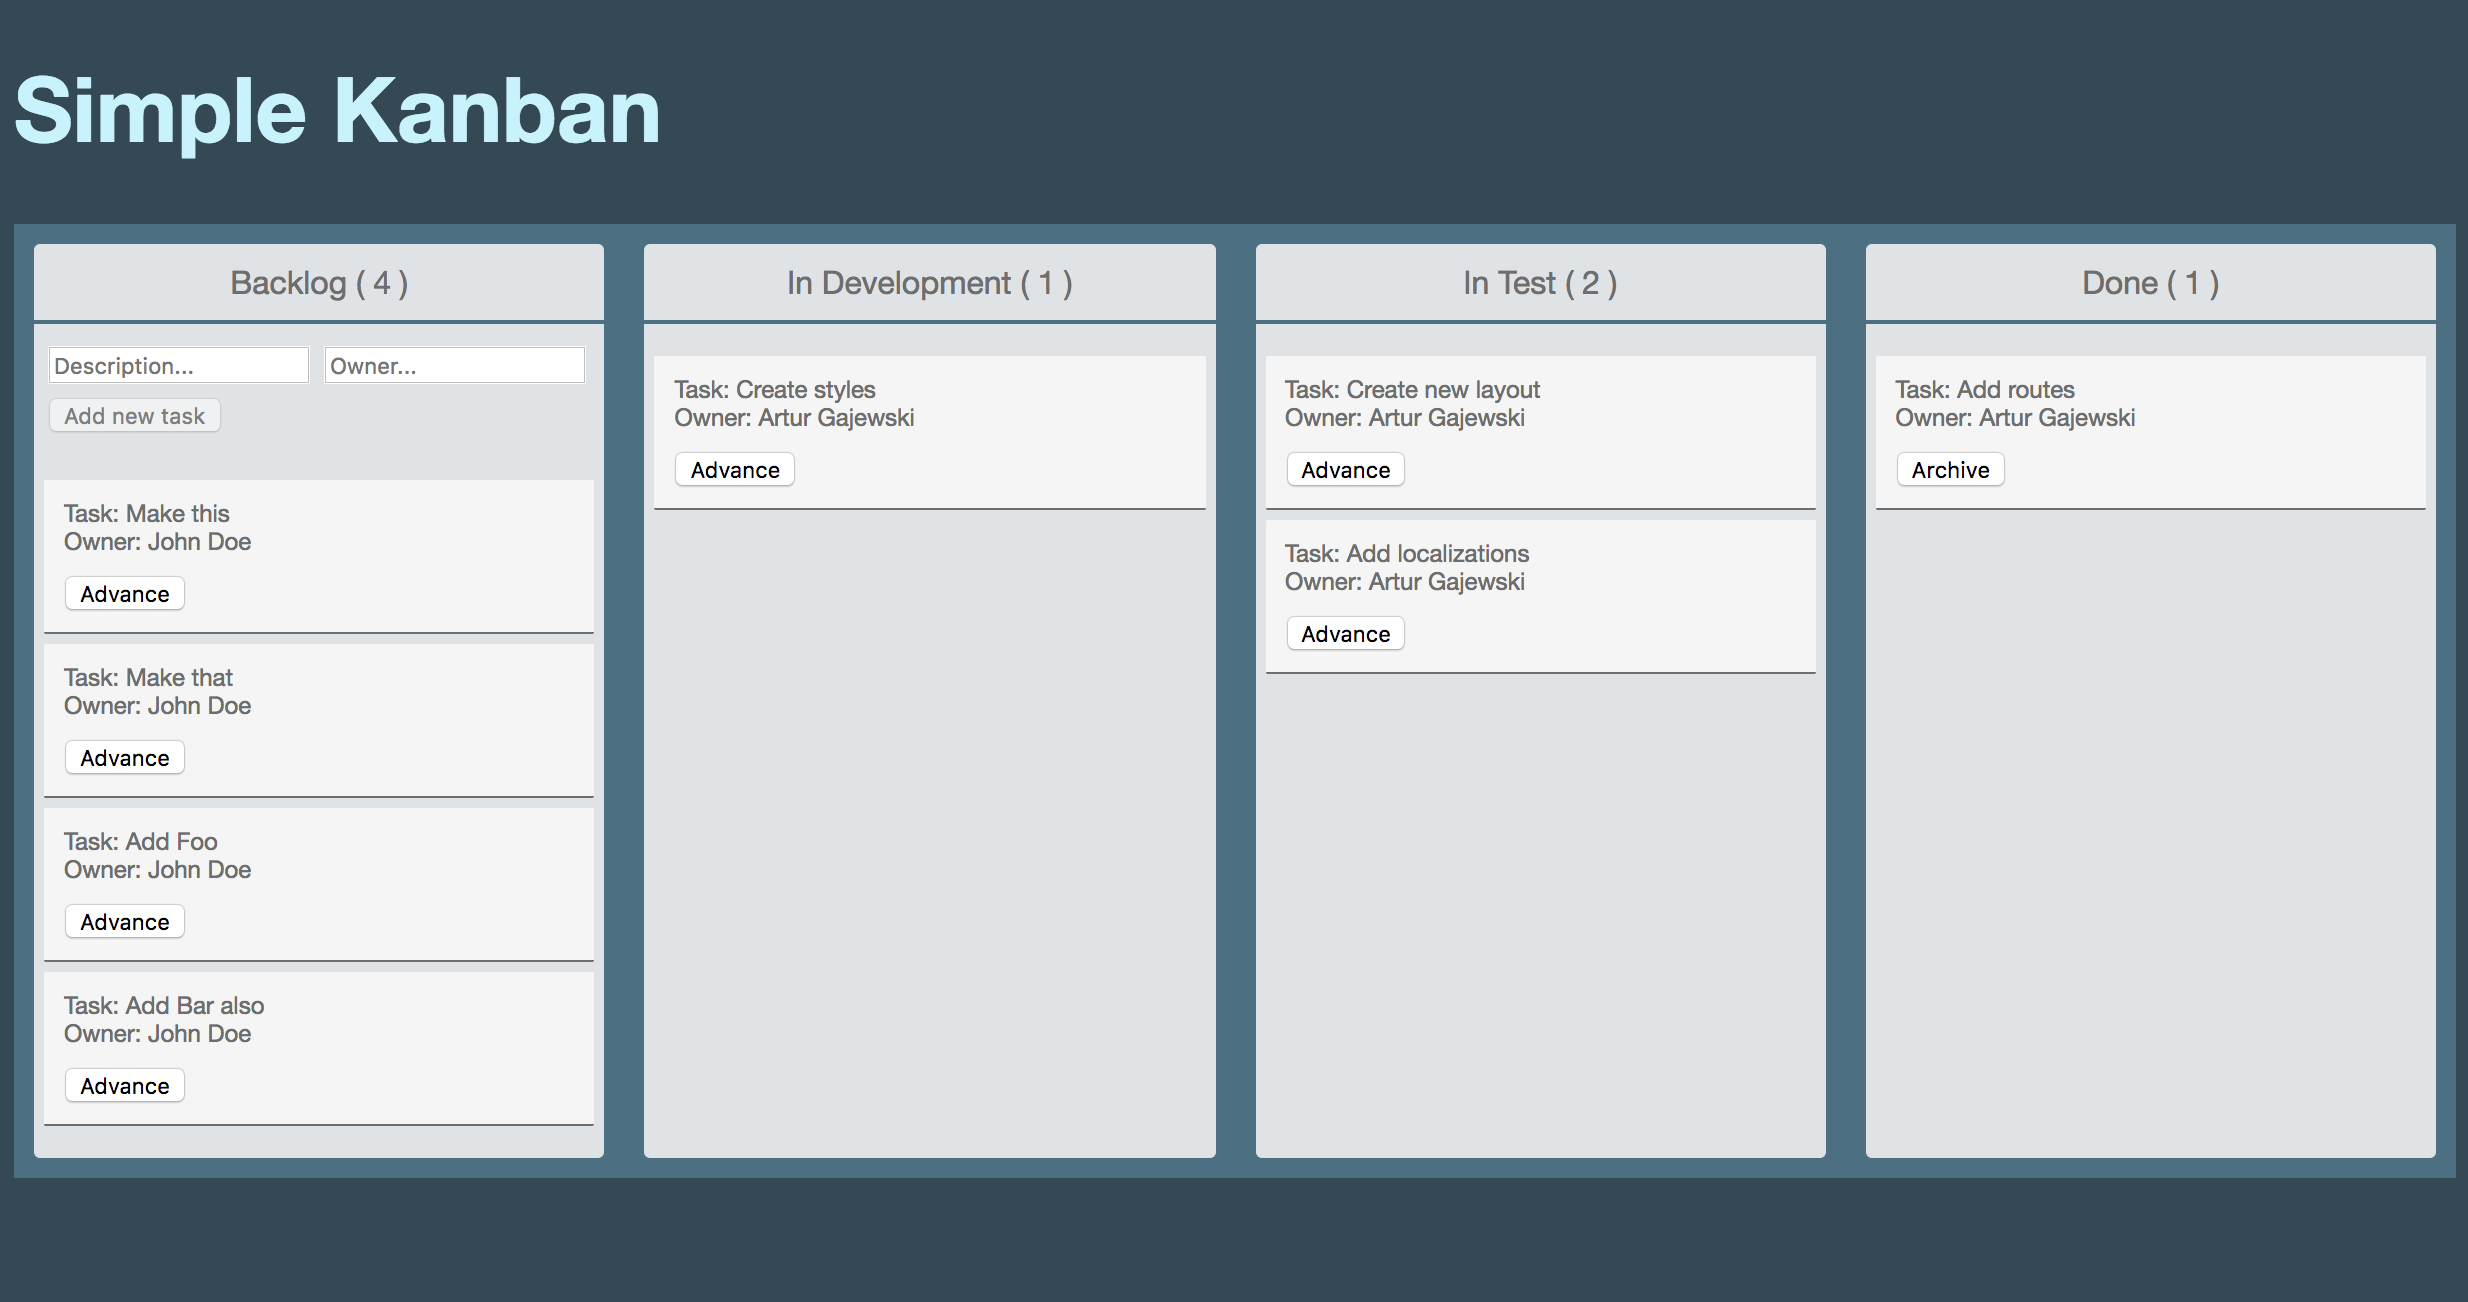 Simple Kanban
Backlog ( 4 )
Description...
Owner...
Add new task
Task: Make this
Owner: John Doe
Advance
Task: Make that
Owner: John Doe
Advance
Task: Add Foo
Owner: John Doe
Advance
Task: Add Bar also
Owner: John Doe
Advance
In Development ( 1 )
Task: Create styles
Owner: Artur Gajewski
Advance
In Test ( 2 )
Task: Create new layout
Owner: Artur Gajewski
Advance
Task: Add localizations
Owner: Artur Gajewski
Advance
Done ( 1 )
Task: Add routes
Owner: Artur Gajewski
Archive